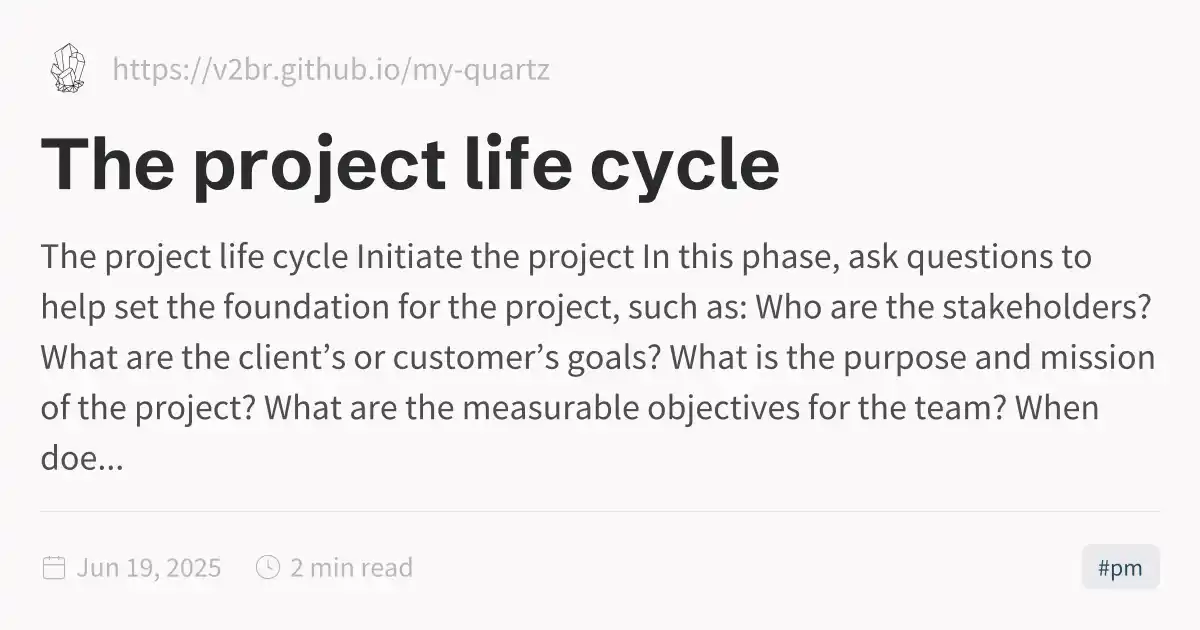 https://v2br.github.io/my-quartz
The project life cycle
The project life cycle Initiate the project In this phase, ask questions to
help set the foundation for the project, such as: Who are the stakeholders?
What are the client’s or customer’s goals? What is the purpose and mission
of the project? What are the measurable objectives for the team? When
doe...
Jun 19, 2025 2 min read #pm